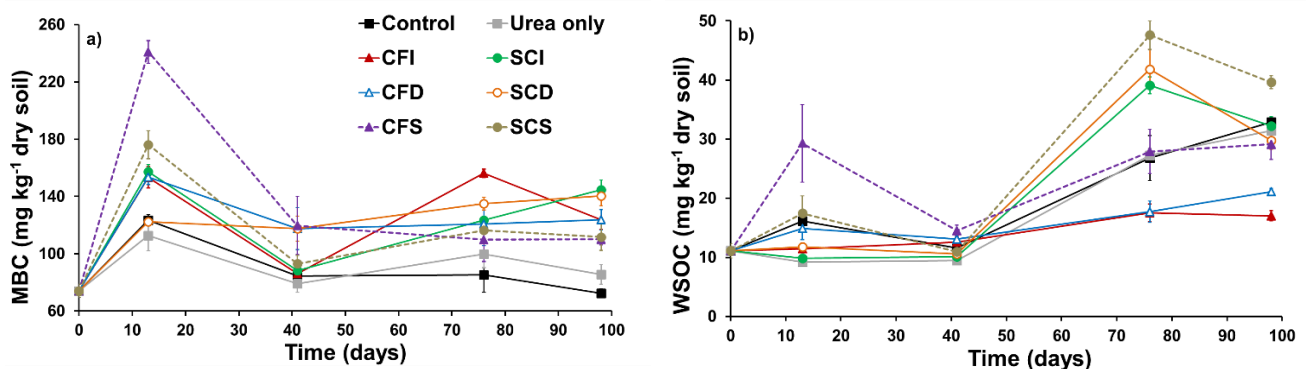 a)
MBC (mg kg⁻¹ dry soil)
260
220
180
140
100
60
0 10 20 30 40 50 60 70 80 90 100
Time (days)
Control Urea only
CFI SCI
CFD SCD
CFS SCS
b)
WSOC (mg kg⁻¹ dry soil)
50
40
30
20
10
0
0 10 20 30 40 50 60 70 80 90 100
Time (days)